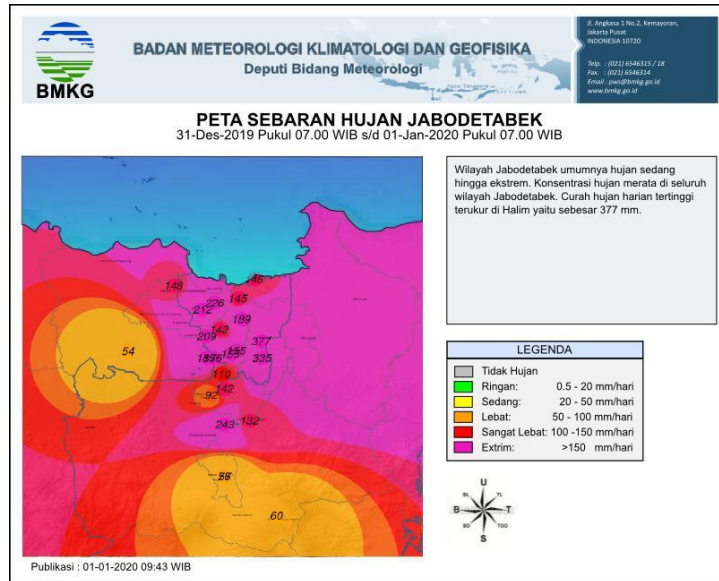 BMKG
BADAN METEOROLOGI KLIMATOLOGI DAN GEOFISIKA
Deputi Bidang Meteorologi
Jl. Angkasa 1 No.2, Kemayoran,
Jakarta Pusat
INDONESIA 10720
Telp. : (021) 6546315 / 18
Fax. : (021) 6546314
Email : pws@bmkg.go.id
www.bmkg.go.id
PETA SEBARAN HUJAN JABODETABEK
31-Des-2019 Pukul 07.00 WIB s/d 01-Jan-2020 Pukul 07.00 WIB
Wilayah Jabodetabek umumnya hujan sedang
hingga ekstrem. Konsentrasi hujan merata di seluruh
wilayah Jabodetabek. Curah hujan harian tertinggi
terukur di Halim yaitu sebesar 377 mm.
146
148
145
226
212
189
142
209
377
54
335
110
142
92
132
243
60
LEGENDA
Tidak Hujan
Ringan: 0.5 - 20 mm/hari
Sedang: 20 - 50 mm/hari
Lebat: 50 - 100 mm/hari
Sangat Lebat: 100 -150 mm/hari
Extrim: >150 mm/hari
U
BL TL
B T
BD TGG
S
Publikasi : 01-01-2020 09:43 WIB